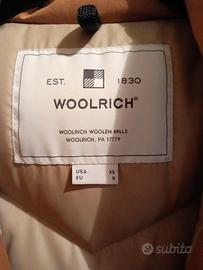 EST. 1830
WOOLRICH®
WOOLRICH WOOLEN MILLS
WOOLRICH, PA 17779
USA XS
EU S
subito